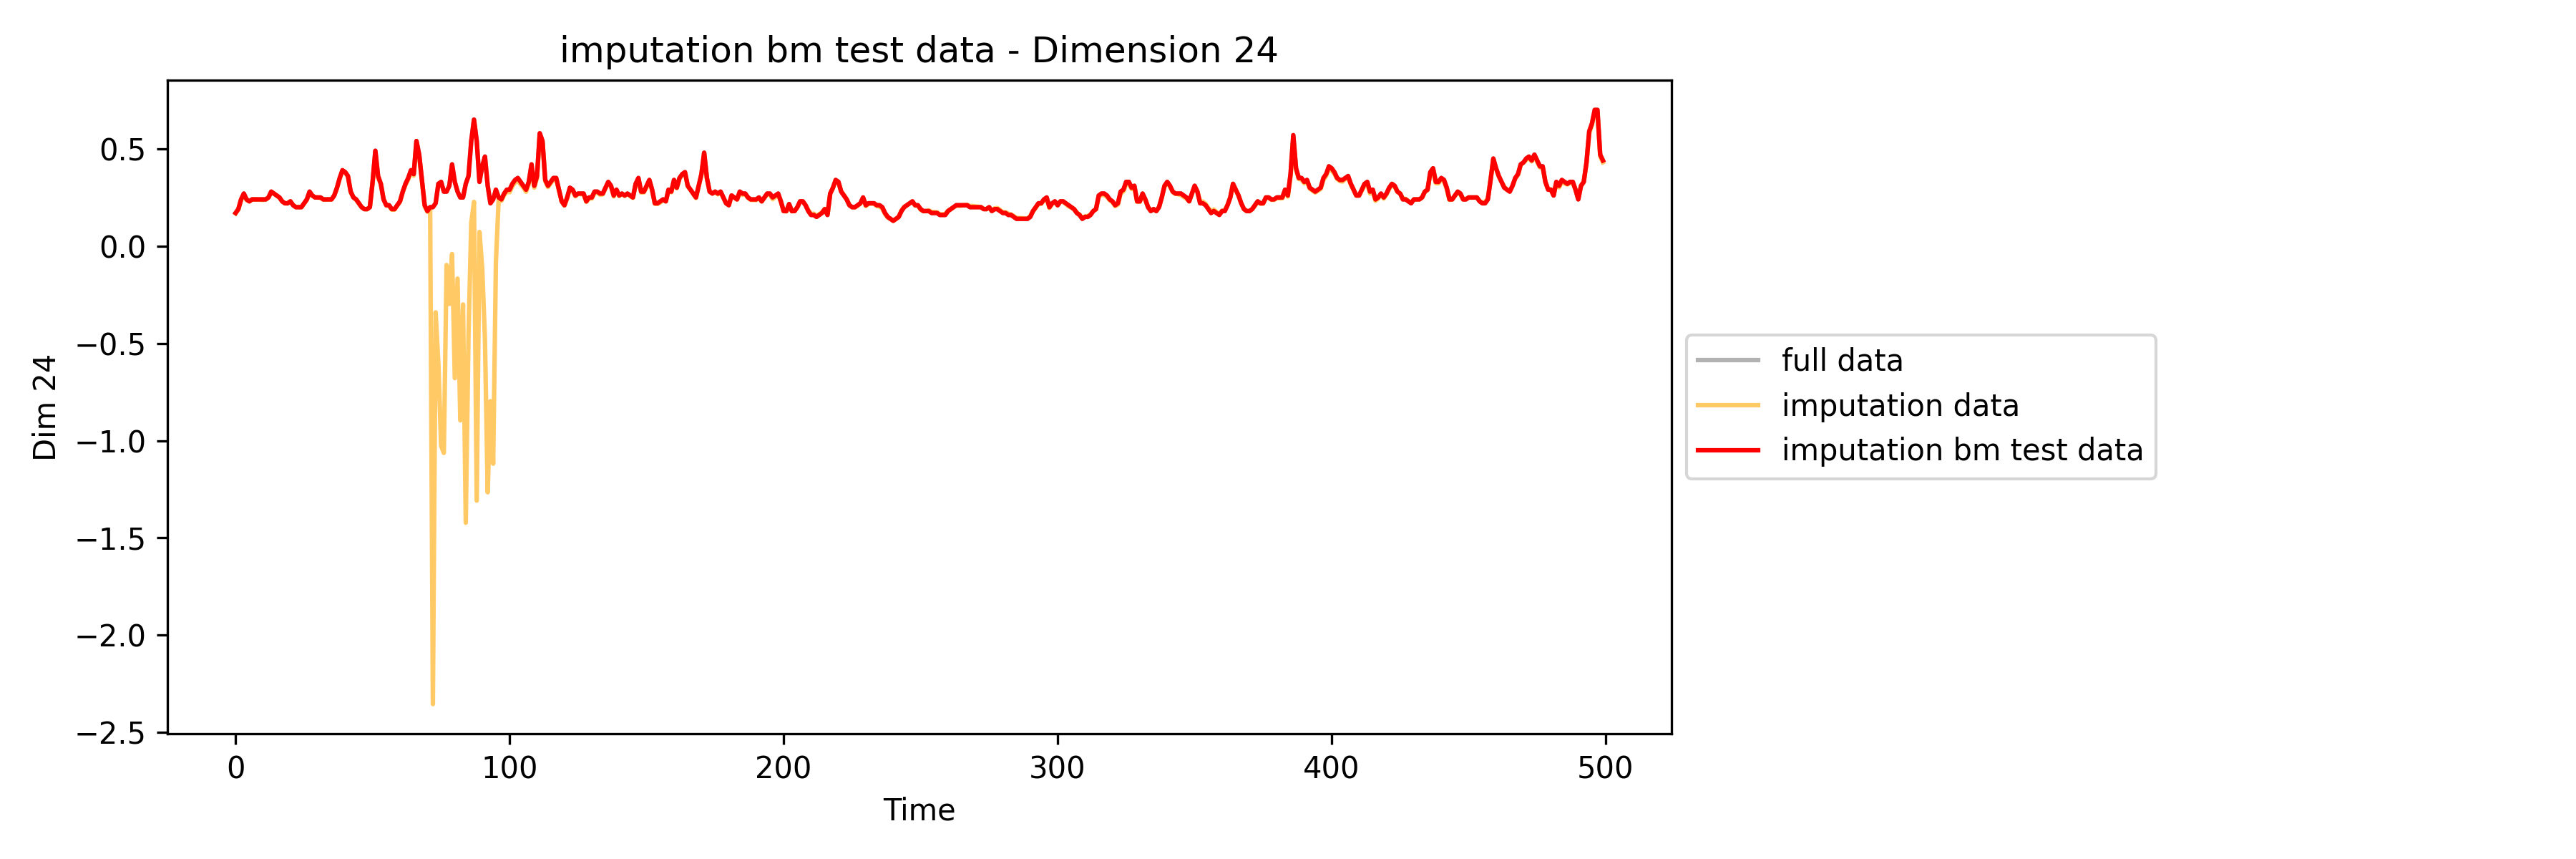 imputation bm test data - Dimension 24
Dim 24
0.5
0.0
−0.5
−1.0
−1.5
−2.0
−2.5
0
100
200
300
400
500
Time
full data
imputation data
imputation bm test data